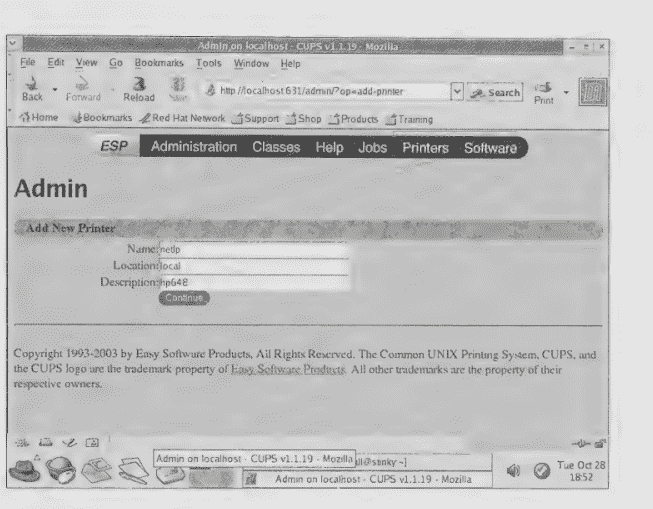 Admin on localhost - CUPS v1.1.19 - Mozilla
File Edit View Go Bookmarks Tools Window Help
Back Forward Reload Stop http://localhost:631/admin/?op=add-printer Search Print
Home Bookmarks Red Hat Network Support Shop Products Training
ESP Administration Classes Help Jobs Printers Software
Admin
Add New Printer
Name: netlp
Location: local
Description: hp648
Continue
Copyright 1993-2003 by Easy Software Products, All Rights Reserved. The Common UNIX Printing System, CUPS, and
the CUPS logo are the trademark property of Easy Software Products. All other trademarks are the property of their
respective owners.
Admin on localhost - CUPS v1.1.19 - Mozilla ll@stinky ~]
Admin on localhost - CUPS v1.1.19 - Mozilla
Tue Oct 28
18:52